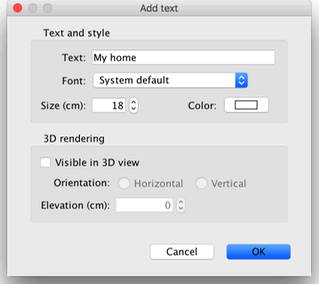 Add text
Text and style
Text: My home
Font: System default
Size (cm): 18 Color:
3D rendering
Visible in 3D view
Orientation: Horizontal Vertical
Elevation (cm): 0
Cancel OK